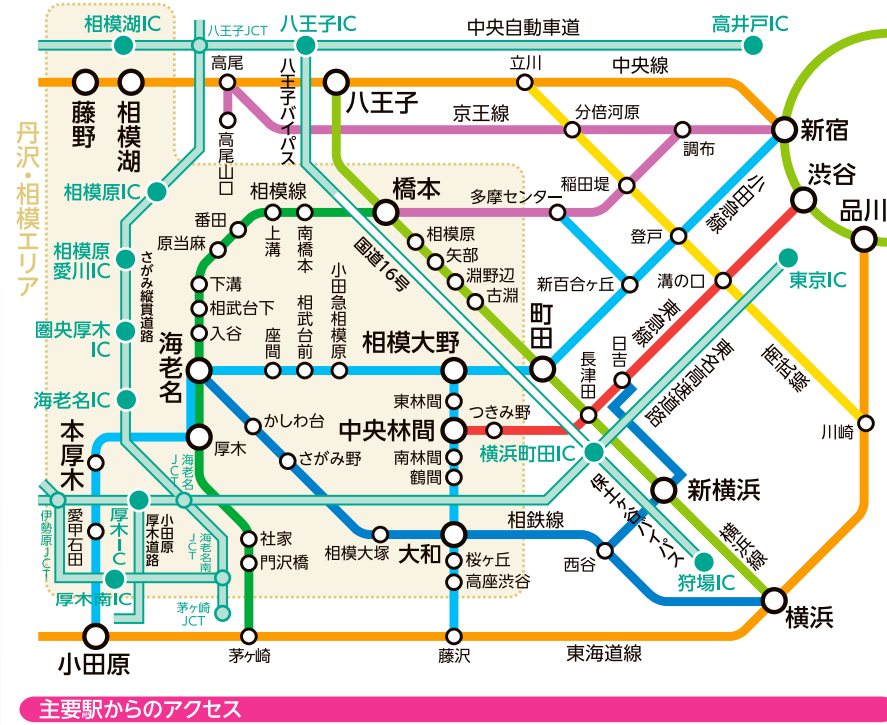 相模湖IC
八王子JCT
八王子IC
中央自動車道
高井戸IC
藤野
相模湖
高尾
高尾山口
八王子バイパス
八王子
立川
中央線
京王線
分倍河原
調布
新宿
渋谷
品川
丹沢・相模エリア
相模原IC
相模原
愛川IC
さがみ縦貫道路
圏央厚木
IC
海老名IC
相模線
番田
原当麻
上溝
南橋本
橋本
下溝
相武台下
入谷
海老名
座間
相武台前
小田急相模原
相模大野
国道16号
相模原
矢部
淵野辺
古淵
多摩センター
稲田堤
登戸
小田急線
新百合ヶ丘
溝の口
東急線
東京IC
東名高速道路
南武線
川崎
町田
長津田
日吉
東林間
つきみ野
中央林間
南林間
鶴間
横浜町田IC
保土ヶ谷バイパス
新横浜
横浜線
狩場IC
横浜
かしわ台
さがみ野
相模大塚
大和
相鉄線
西谷
桜ヶ丘
高座渋谷
藤沢
東海道線
本厚木
厚木
海老名
JCT
伊勢原JCT
愛甲石田
厚木IC
小田原
厚木道路
海老名南
JCT
厚木南IC
茅ヶ崎
JCT
社家
門沢橋
茅ヶ崎
小田原
主要駅からのアクセス